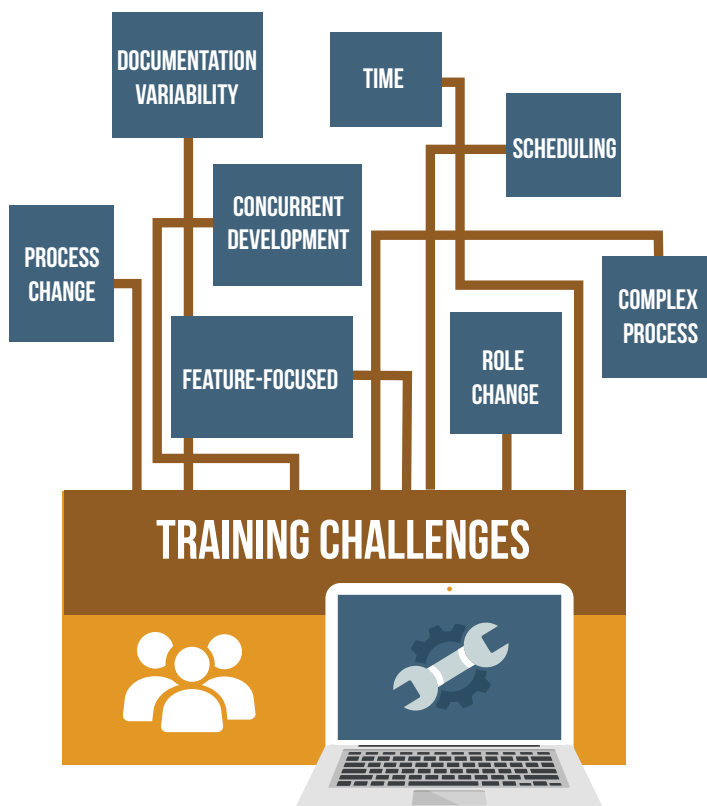 DOCUMENTATION
VARIABILITY
TIME
SCHEDULING
CONCURRENT
DEVELOPMENT
PROCESS
CHANGE
COMPLEX
PROCESS
FEATURE-FOCUSED
ROLE
CHANGE
TRAINING CHALLENGES